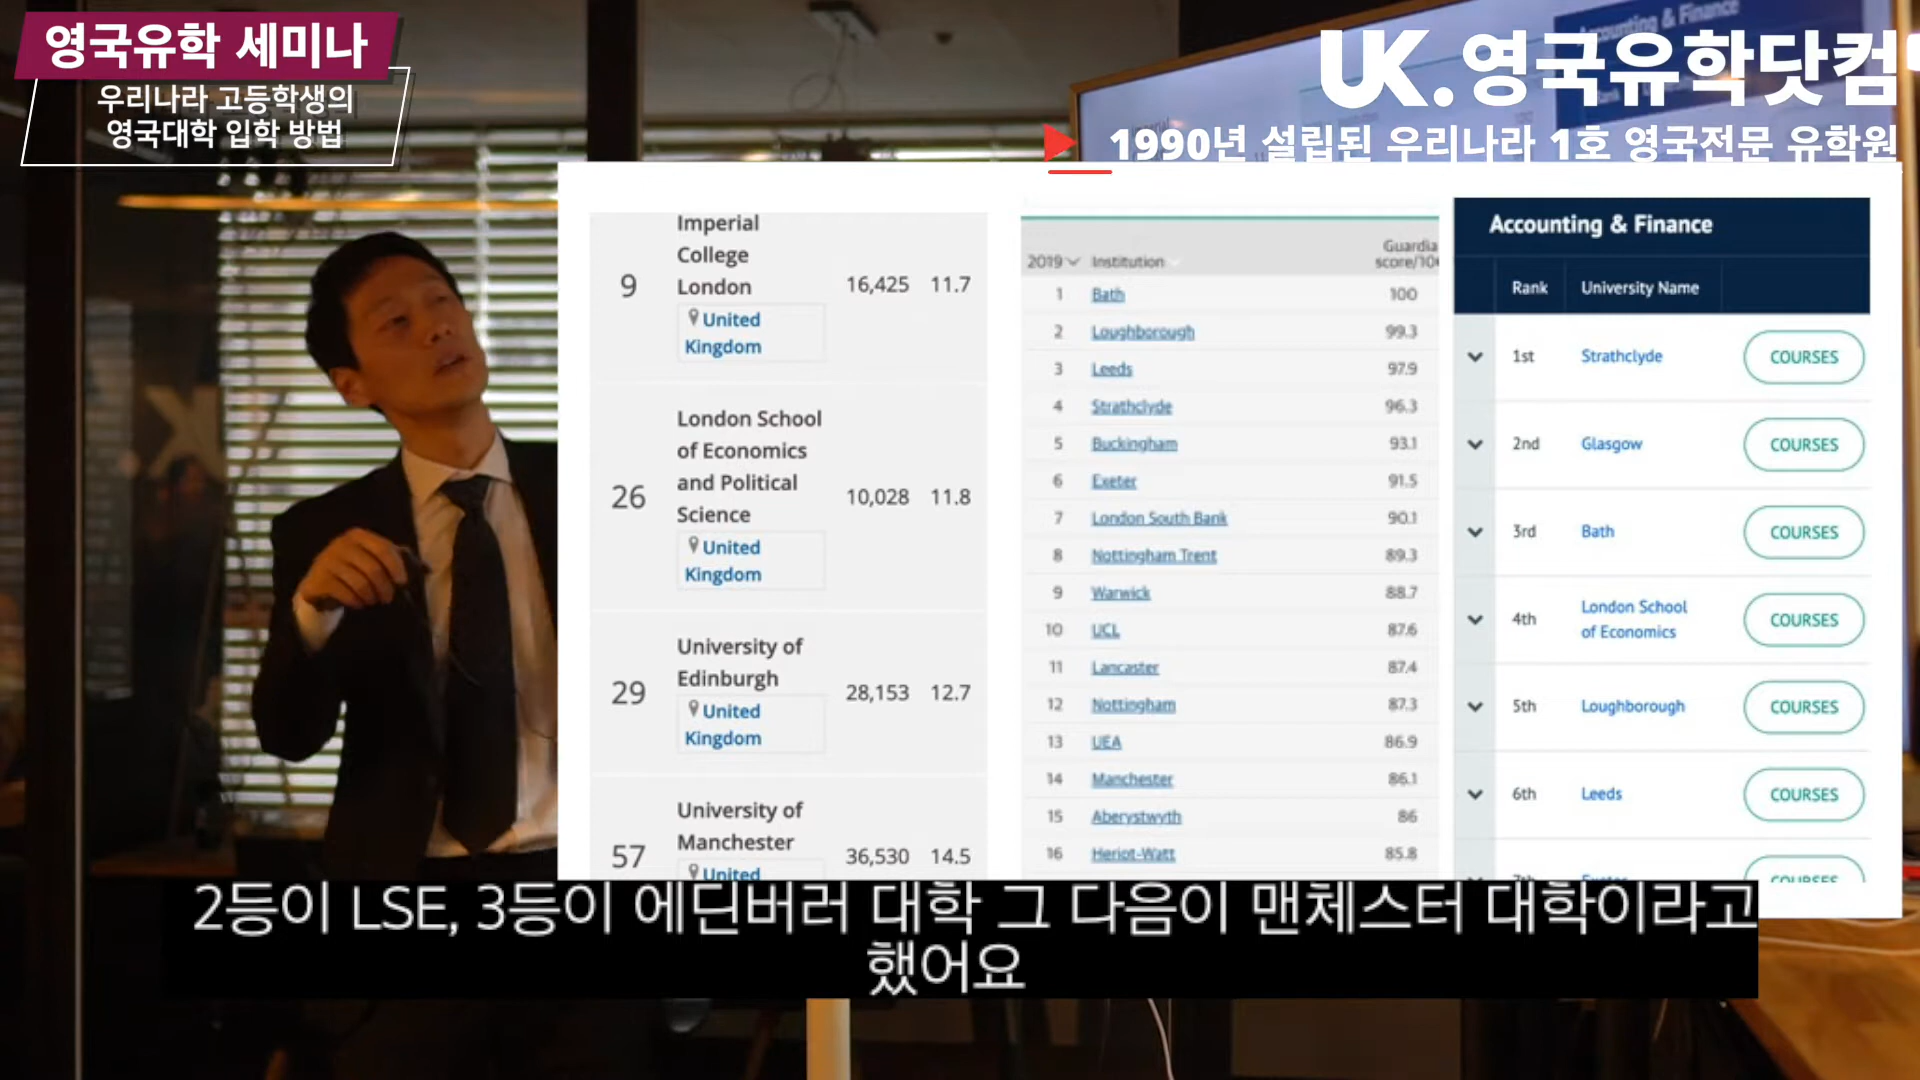 영국유학 세미나
우리나라 고등학생의
영국대학 입학 방법
UK.영국유학닷컴
1990년 설립된 우리나라 1호 영국전문 유학원
Accounting & Finance
9 Imperial College London 16,425 11.7
United Kingdom
26 London School of Economics and Political Science 10,028 11.8
United Kingdom
29 University of Edinburgh 28,153 12.7
United Kingdom
57 University of Manchester 36,530 14.5
United
2019 Institution Guardia score/10
1 Bath 100
2 Loughborough 99.3
3 Leeds 97.9
4 Strathclyde 96.3
5 Buckingham 93.1
6 Exeter 91.5
7 London South Bank 90.1
8 Nottingham Trent 89.3
9 Warwick 88.7
10 UCL 87.6
11 Lancaster 87.4
12 Nottingham 87.3
13 UEA 86.9
14 Manchester 86.1
15 Aberystwyth 86
16 Heriot-Watt 85.8
Accounting & Finance
Rank University Name
1st Strathclyde COURSES
2nd Glasgow COURSES
3rd Bath COURSES
4th London School of Economics COURSES
5th Loughborough COURSES
6th Leeds COURSES
COURSES
2등이 LSE, 3등이 에딘버러 대학 그 다음이 맨체스터 대학이라고
했어요